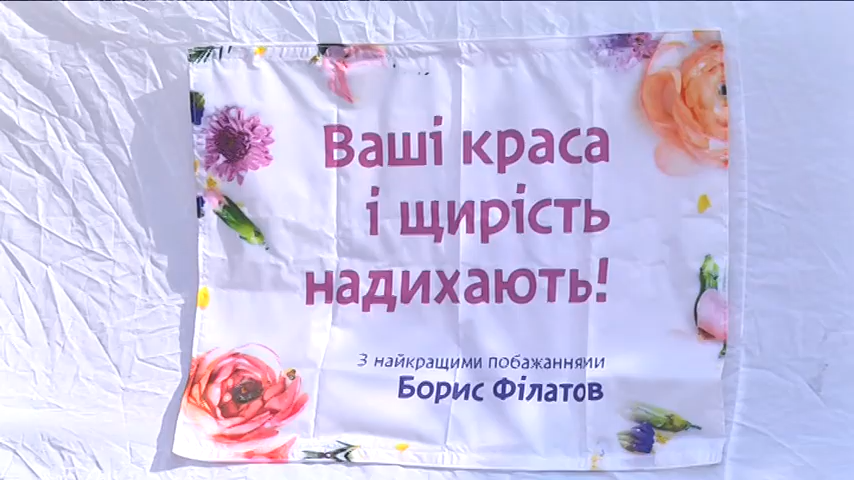 Ваші краса
і щирість
надихають!
З найкращими побажаннями
Борис Філатов